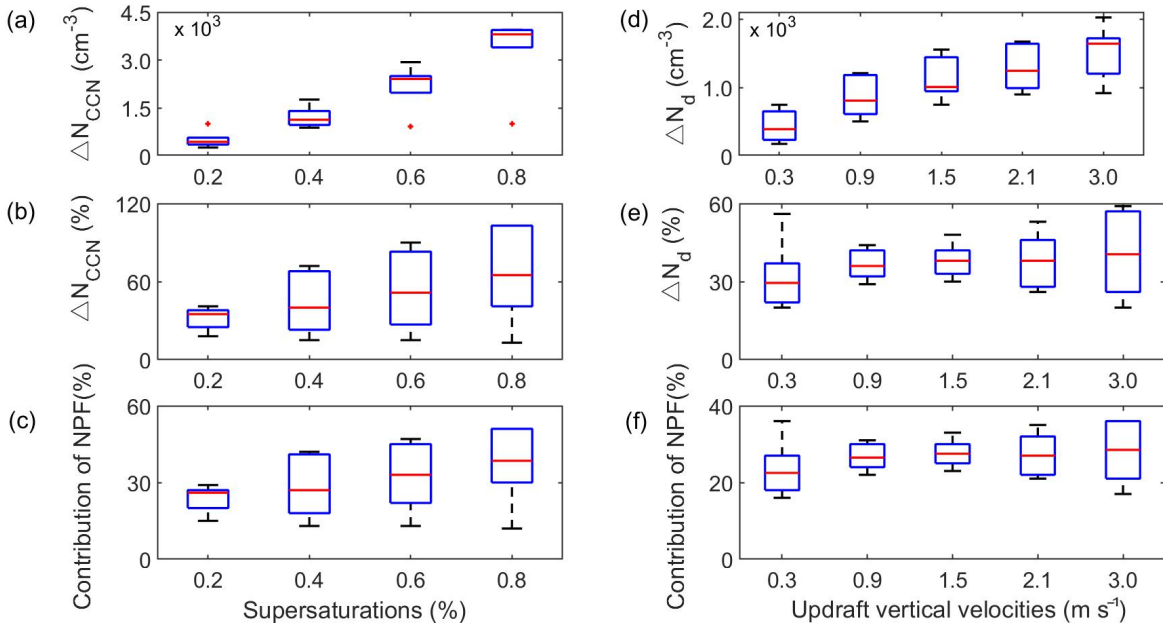 (a)
x 10³
△N_CCN (cm⁻³)
4.5
3.0
1.5
0
0.2 0.4 0.6 0.8
(b)
△N_CCN (%)
120
60
0
0.2 0.4 0.6 0.8
(c)
Contribution of NPF(%)
60
30
0
0.2 0.4 0.6 0.8
Supersaturations (%)
(d)
x 10³
△N_d (cm⁻³)
2.0
1.0
0
0.3 0.9 1.5 2.1 3.0
(e)
△N_d (%)
60
30
0
0.3 0.9 1.5 2.1 3.0
(f)
Contribution of NPF(%)
40
20
0
0.3 0.9 1.5 2.1 3.0
Updraft vertical velocities (m s⁻¹)